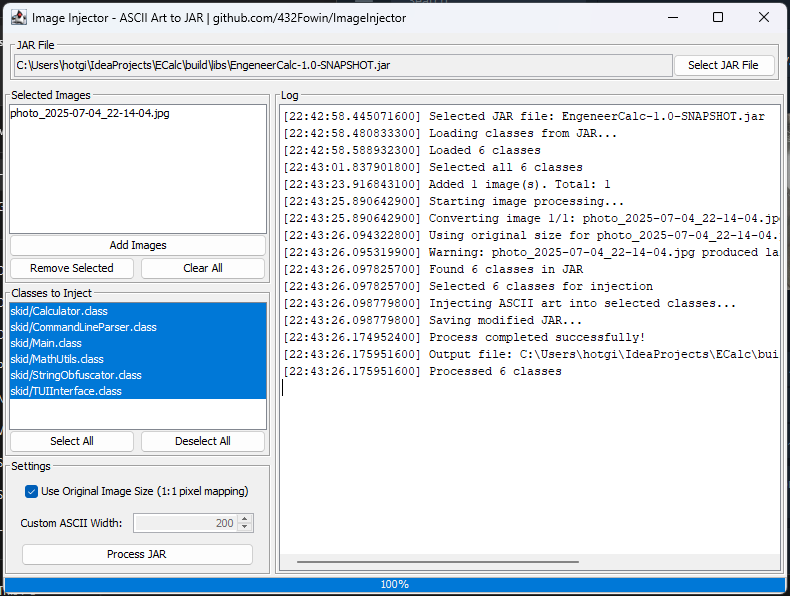 Image Injector - ASCII Art to JAR | github.com/432Fowin/ImageInjector
JAR File
C:\Users\hotgi\IdeaProjects\ECalc\build\libs\EngeneerCalc-1.0-SNAPSHOT.jar
Select JAR File
Selected Images
photo_2025-07-04_22-14-04.jpg
Add Images
Remove Selected
Clear All
Classes to Inject
skid/Calculator.class
skid/CommandLineParser.class
skid/Main.class
skid/MathUtils.class
skid/StringObfuscator.class
skid/TUIInterface.class
Select All
Deselect All
Settings
Use Original Image Size (1:1 pixel mapping)
Custom ASCII Width:
200
Process JAR
Log
[22:42:58.445071600] Selected JAR file: EngeneerCalc-1.0-SNAPSHOT.jar
[22:42:58.480833300] Loading classes from JAR...
[22:42:58.588932300] Loaded 6 classes
[22:43:01.837901800] Selected all 6 classes
[22:43:23.916843100] Added 1 image(s). Total: 1
[22:43:25.890642900] Starting image processing...
[22:43:25.890642900] Converting image 1/1: photo_2025-07-04_22-14-04.jp
[22:43:26.094322800] Using original size for photo_2025-07-04_22-14-04.
[22:43:26.095319900] Warning: photo_2025-07-04_22-14-04.jpg produced la
[22:43:26.097825700] Found 6 classes in JAR
[22:43:26.097825700] Selected 6 classes for injection
[22:43:26.098779800] Injecting ASCII art into selected classes...
[22:43:26.098779800] Saving modified JAR...
[22:43:26.174952400] Process completed successfully!
[22:43:26.175951600] Output file: C:\Users\hotgi\IdeaProjects\ECalc\bui
[22:43:26.175951600] Processed 6 classes
100%